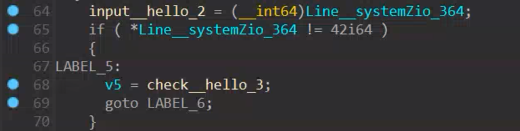 64 input__hello_2 = (__int64)Line__systemZio_364;
65 if ( *Line__systemZio_364 != 42i64 )
66 {
67 LABEL_5:
68 v5 = check__hello_3;
69 goto LABEL_6;
70 }